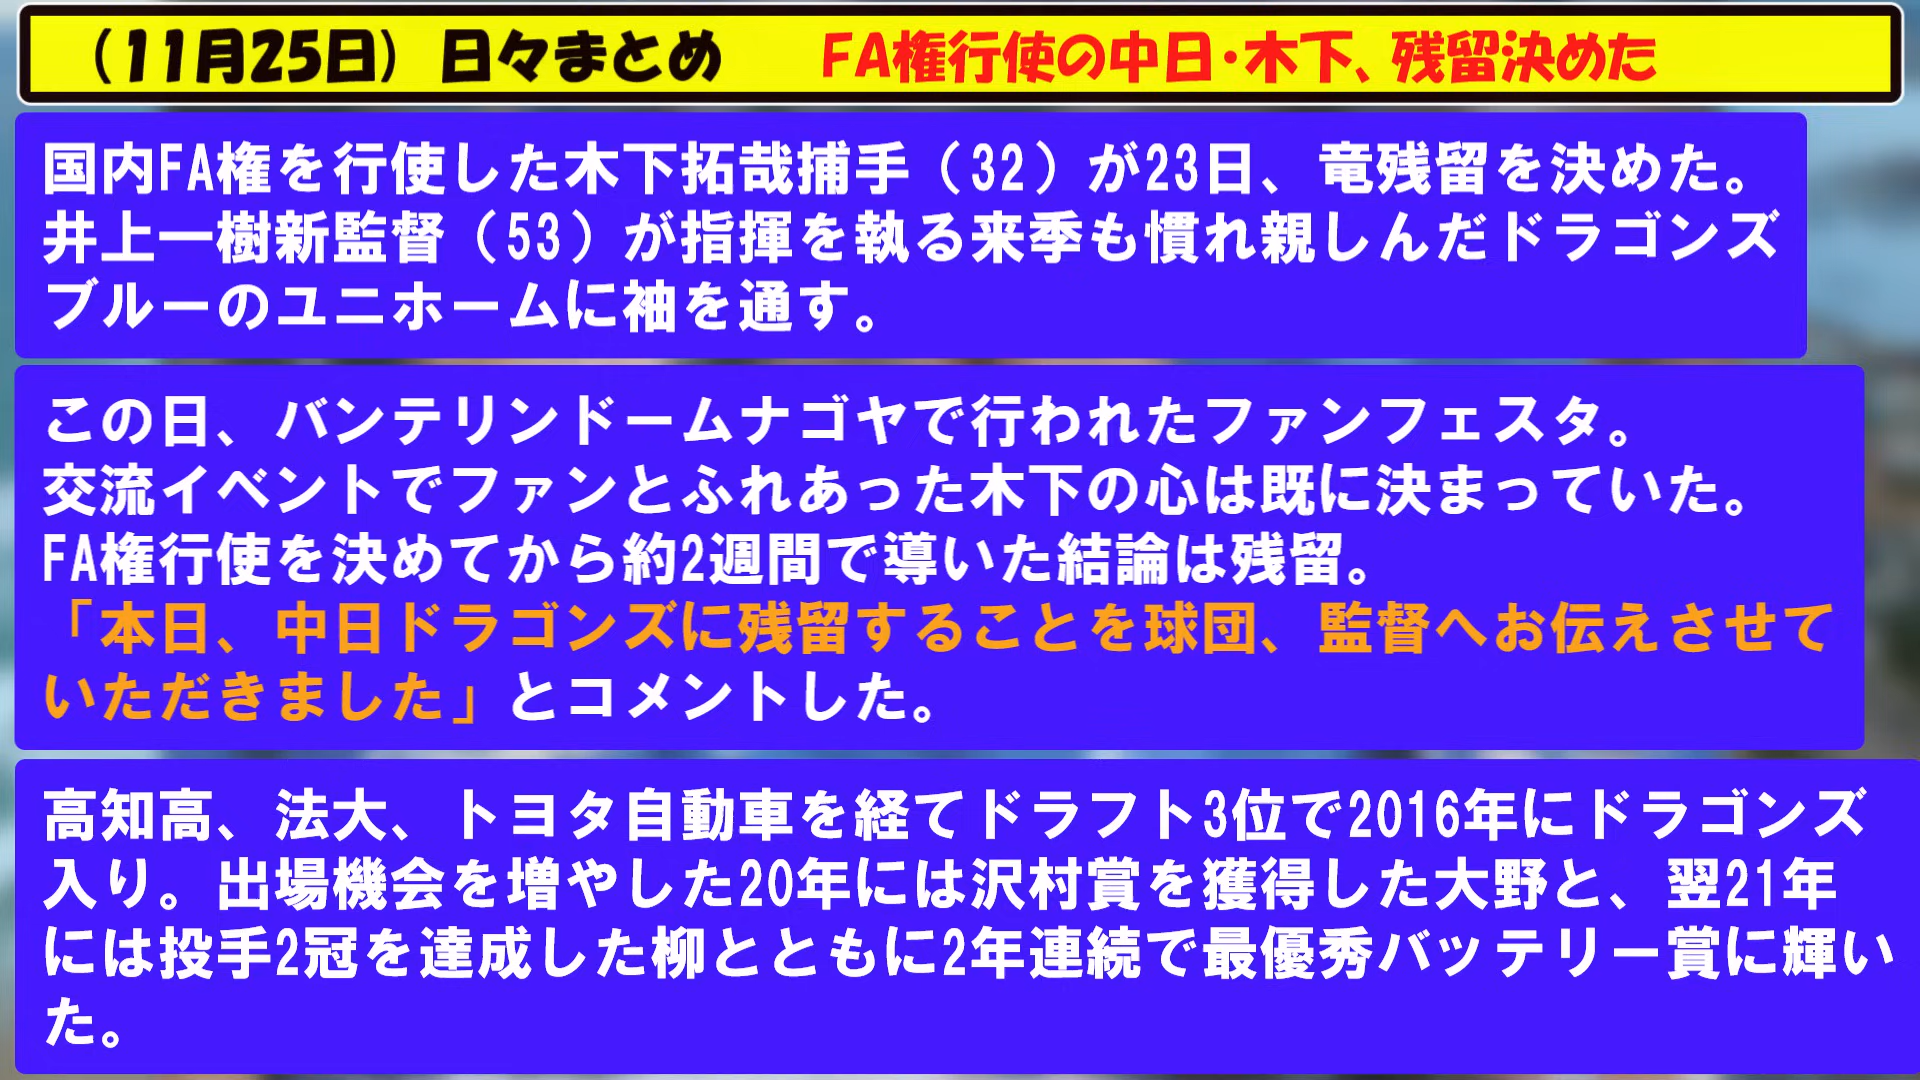 （11月25日）日々まとめ　FA権行使の中日・木下、残留決めた
国内FA権を行使した木下拓哉捕手（32）が23日、竜残留を決めた。
井上一樹新監督（53）が指揮を執る来季も慣れ親しんだドラゴンズ
ブルーのユニホームに袖を通す。
この日、バンテリンドームナゴヤで行われたファンフェスタ。
交流イベントでファンとふれあった木下の心は既に決まっていた。
FA権行使を決めてから約2週間で導いた結論は残留。
「本日、中日ドラゴンズに残留することを球団、監督へお伝えさせて
いただきました」とコメントした。
高知高、法大、トヨタ自動車を経てドラフト3位で2016年にドラゴンズ
入り。出場機会を増やした20年には沢村賞を獲得した大野と、翌21年
には投手2冠を達成した柳とともに2年連続で最優秀バッテリー賞に輝い
た。